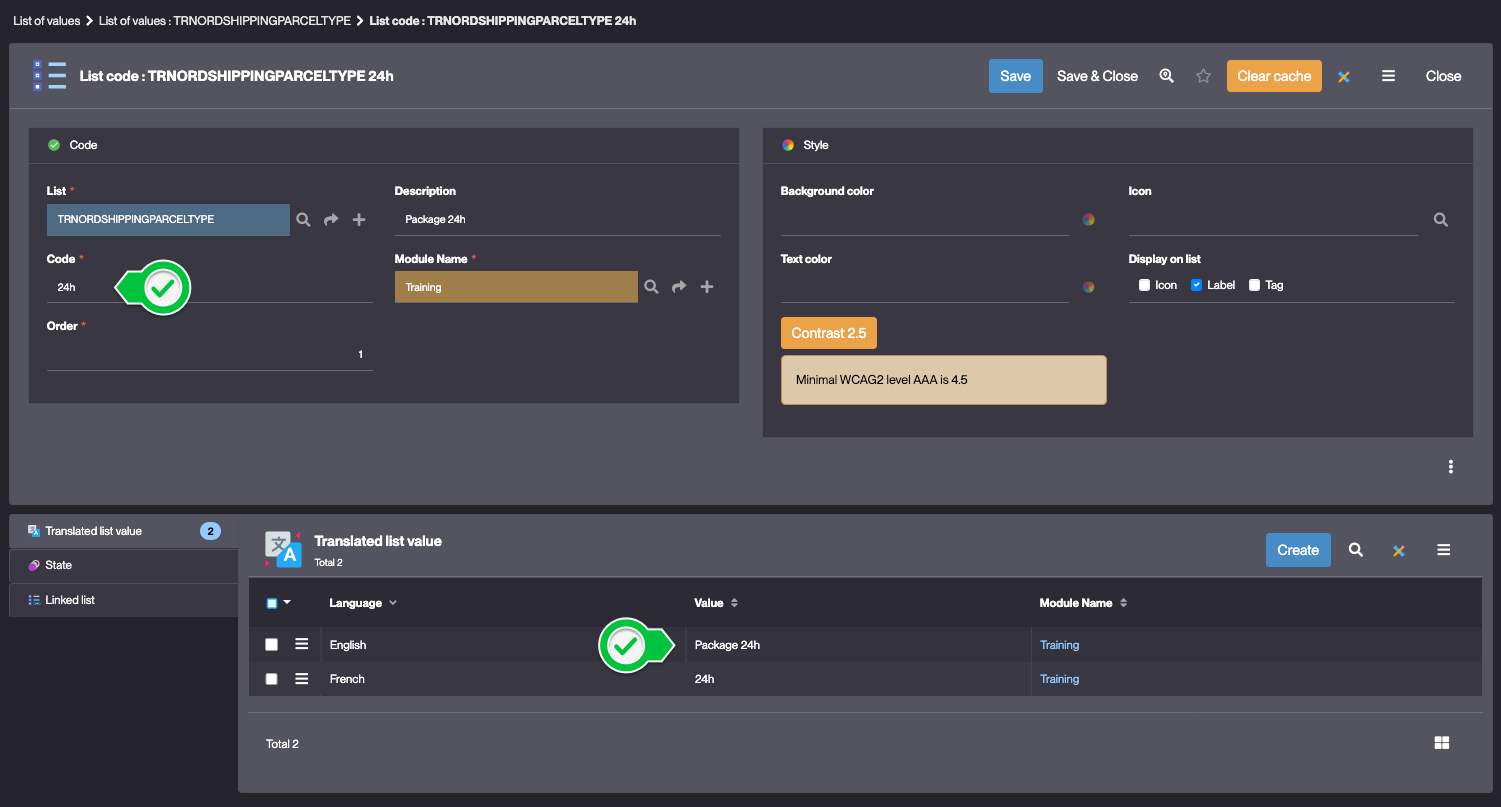 List of values > List of values : TRNORDSHIPPINGPARCELTYPE > List code : TRNORDSHIPPINGPARCELTYPE 24h
List code : TRNORDSHIPPINGPARCELTYPE 24h
Save Save & Close Clear cache Close
Code
List *
TRNORDSHIPPINGPARCELTYPE
Description
Package 24h
Code *
24h
Module Name *
Training
Order *
1
Style
Background color
Icon
Text color
Display on list
Icon Label Tag
Contrast 2.5
Minimal WCAG2 level AAA is 4.5
Translated list value 2
State
Linked list
文A
Translated list value
Total 2
Create
Language Value Module Name
English Package 24h Training
French 24h Training
Total 2